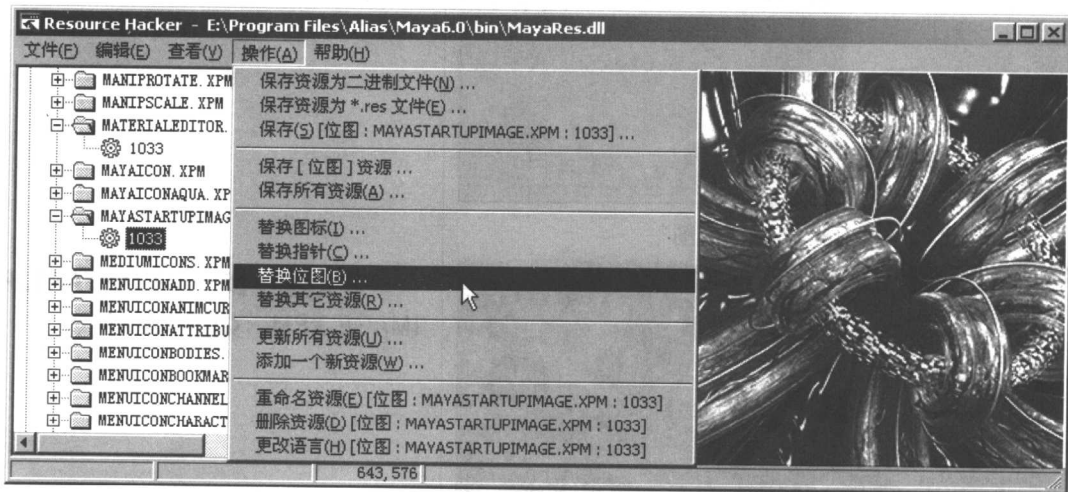 Resource Hacker - E:\Program Files\Alias\Maya6.0\bin\MayaRes.dll
文件(F) 编辑(E) 查看(V) 操作(A) 帮助(H)
MANIPROTATE.XPM
MANIPSCALE.XPM
MATERIALEDITOR.
1033
MAYAICON.XPM
MAYAICONAQUA.XP
MAYASTARTUPIMAG
1033
MEDIUMICONS.XPM
MENUICONADD.XPM
MENUICONANIMCUR
MENUICONATTRIBU
MENUICONBODIES.
MENUICONBOOKMAR
MENUICONCHANNEL
MENUICONCHARACT
保存资源为二进制文件(N) ...
保存资源为 *.res 文件(E) ...
保存(S) [位图 : MAYASTARTUPIMAGE.XPM : 1033] ...
保存 [ 位图 ] 资源 ...
保存所有资源(A) ...
替换图标(I) ...
替换指针(C) ...
替换位图(B) ...
替换其它资源(R) ...
更新所有资源(U) ...
添加一个新资源(W) ...
重命名资源(E) [位图 : MAYASTARTUPIMAGE.XPM : 1033]
删除资源(D) [位图 : MAYASTARTUPIMAGE.XPM : 1033]
更改语言(H) [位图 : MAYASTARTUPIMAGE.XPM : 1033]
643, 576